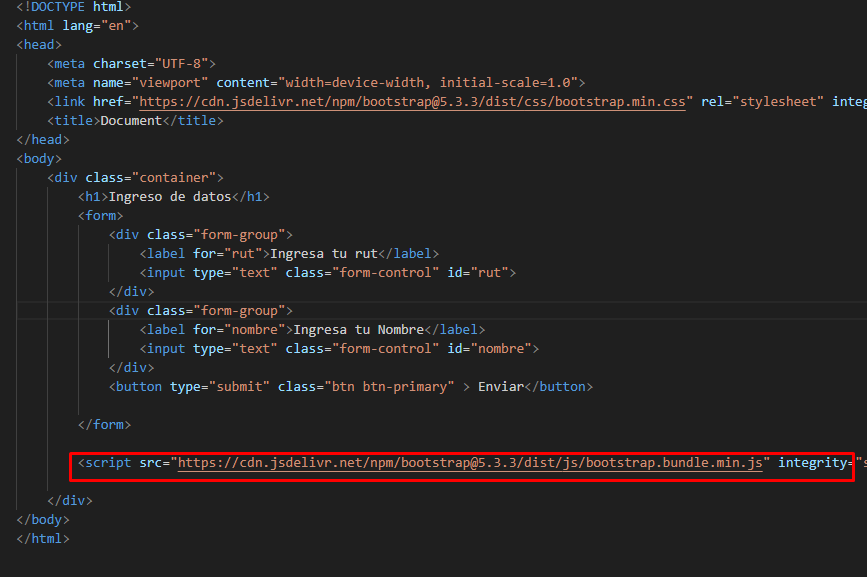 <!DOCTYPE html>
<html lang="en">
<head>
<meta charset="UTF-8">
<meta name="viewport" content="width=device-width, initial-scale=1.0">
<link href="https://cdn.jsdelivr.net/npm/bootstrap@5.3.3/dist/css/bootstrap.min.css" rel="stylesheet" integ
<title>Document</title>
</head>
<body>
<div class="container">
<h1>Ingreso de datos</h1>
<form>
<div class="form-group">
<label for="rut">Ingresa tu rut</label>
<input type="text" class="form-control" id="rut">
</div>
<div class="form-group">
<label for="nombre">Ingresa tu Nombre</label>
<input type="text" class="form-control" id="nombre">
</div>
<button type="submit" class="btn btn-primary" > Enviar</button>
</form>
<script src="https://cdn.jsdelivr.net/npm/bootstrap@5.3.3/dist/js/bootstrap.bundle.min.js" integrity="s
</div>
</body>
</html>